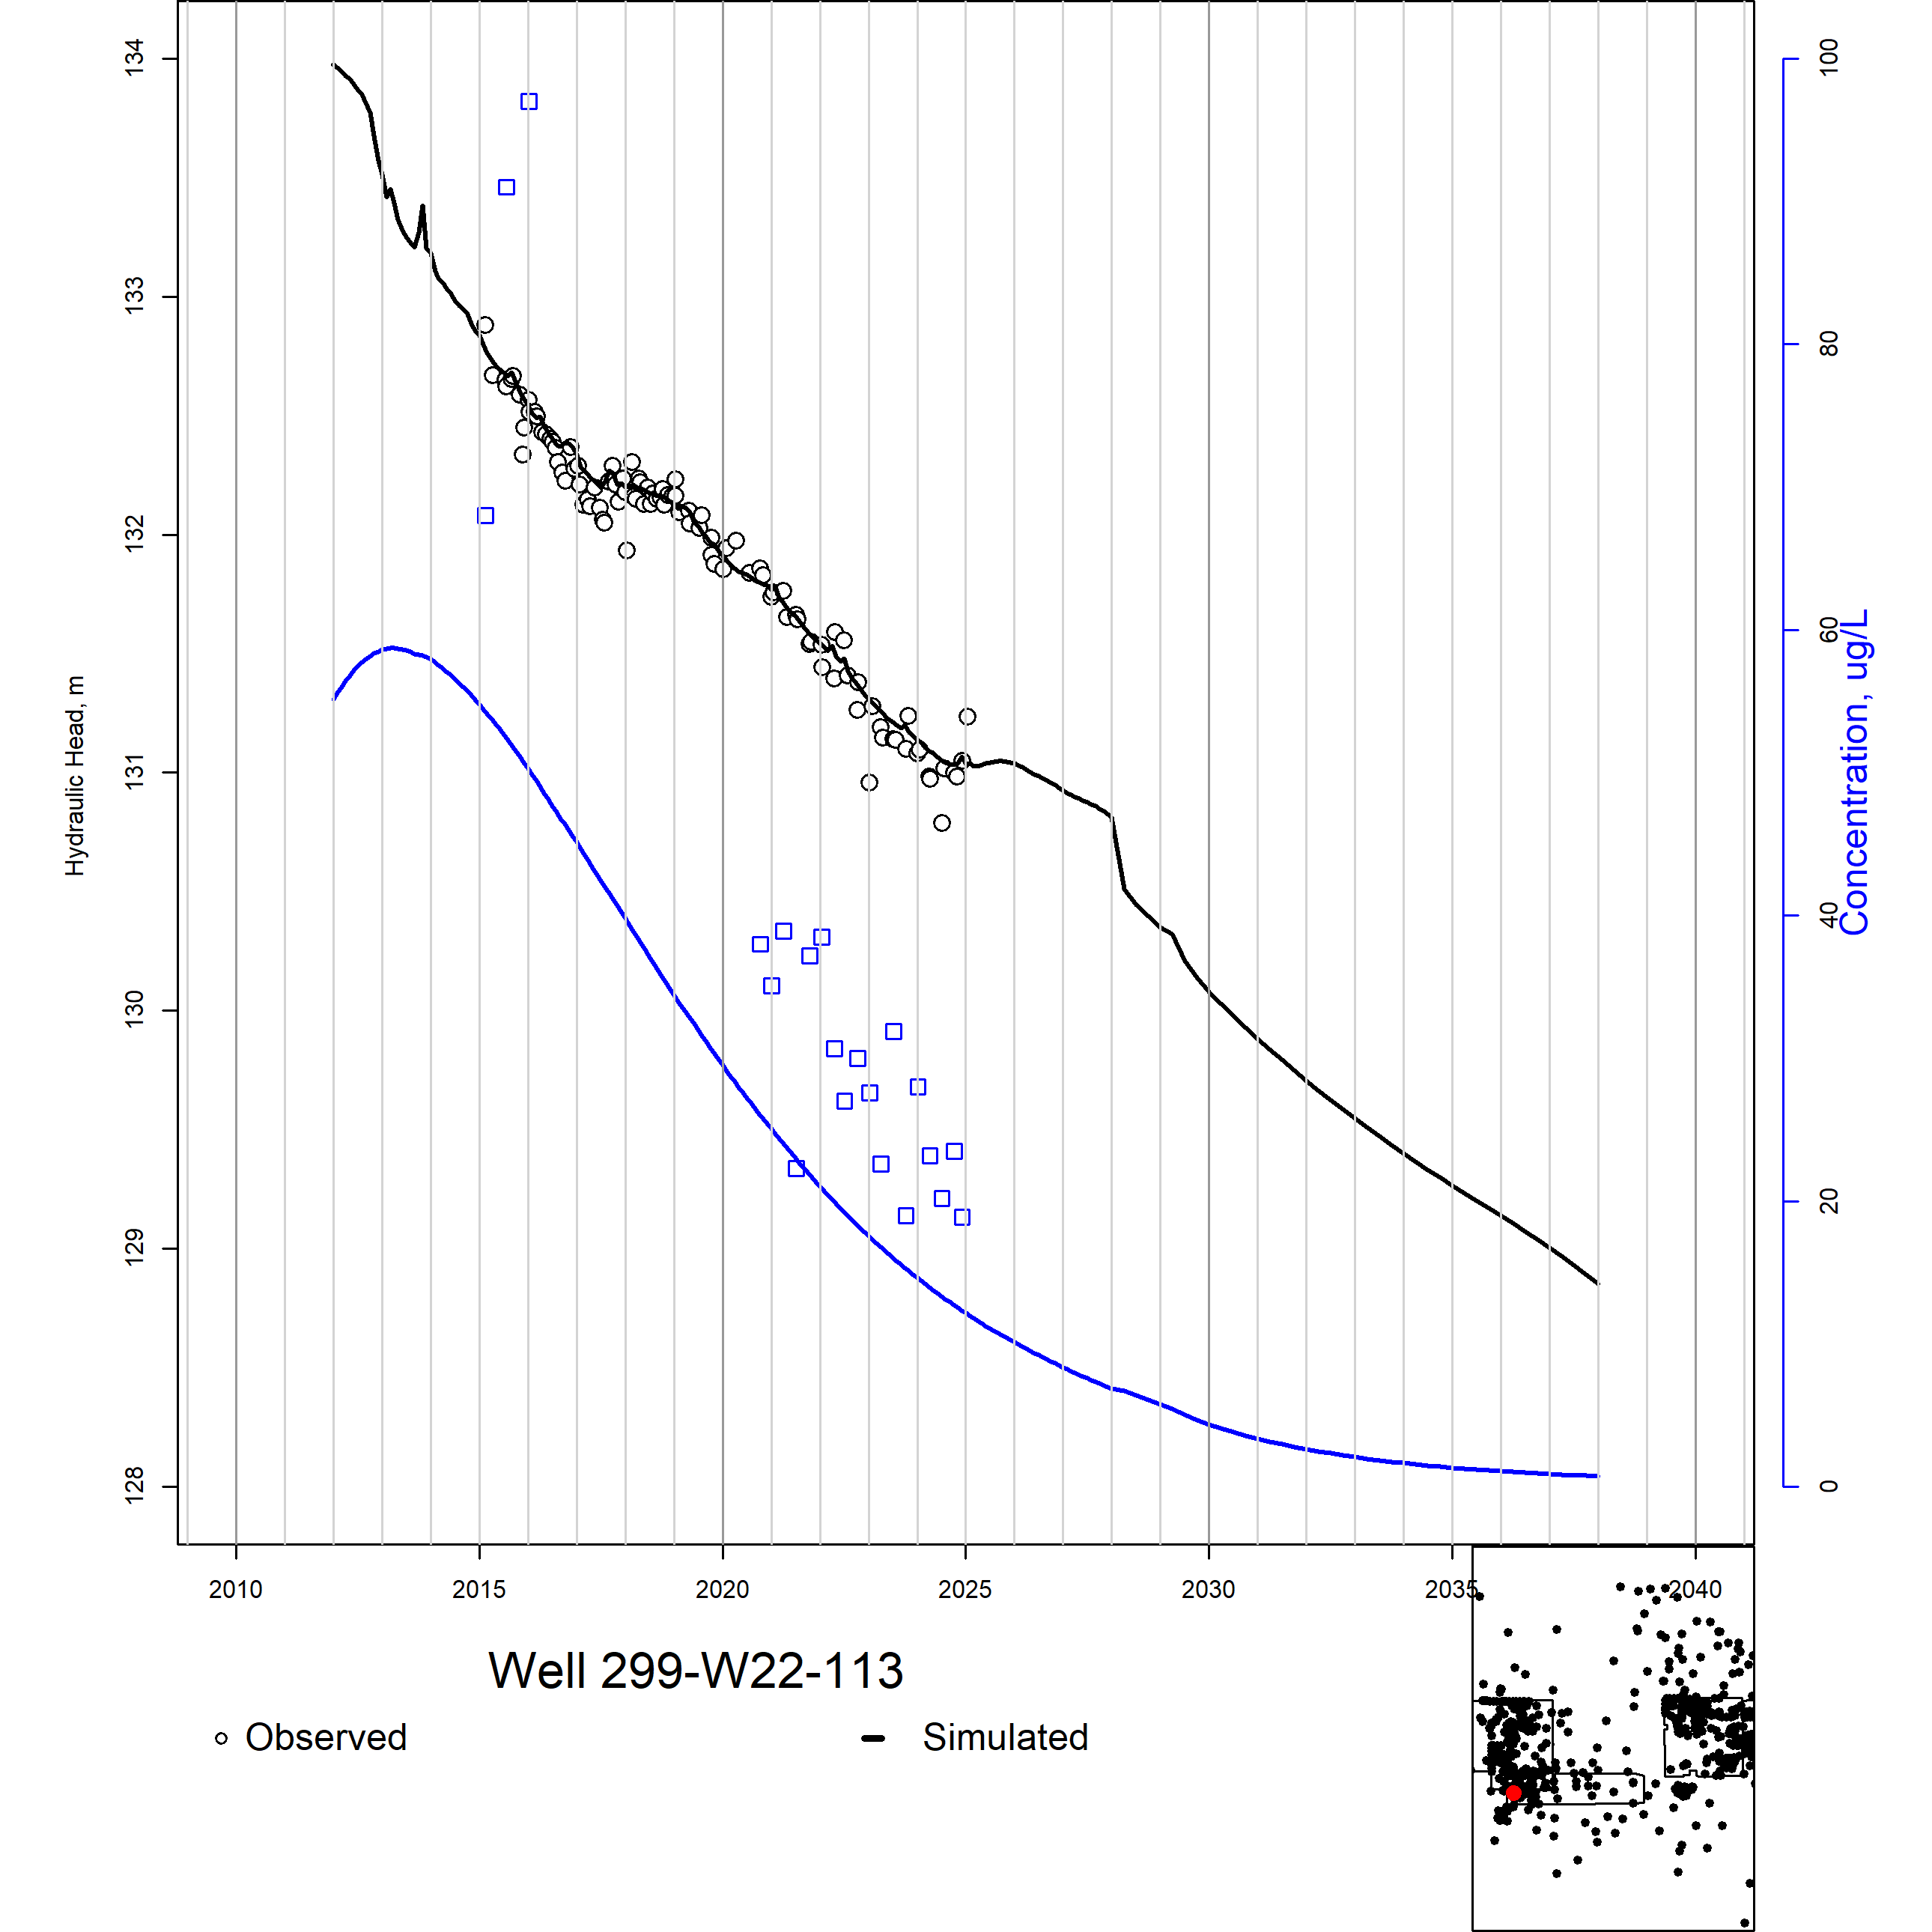 134
133
132
131
130
129
128
Hydraulic Head, m
100
80
60
40
20
0
Concentration, ug/L
2010 2015 2020 2025 2030 2035 2040
Well 299-W22-113
Observed Simulated